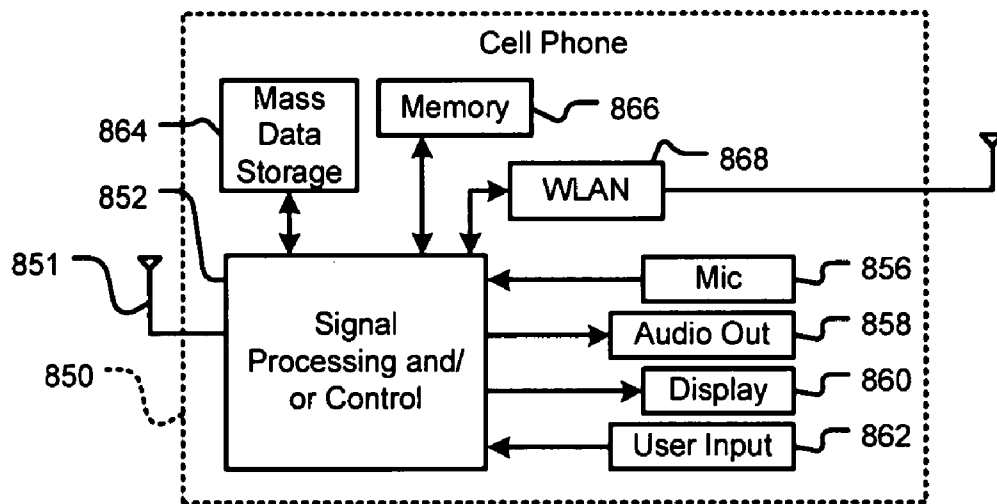 Cell Phone
864
Mass
Data
Storage
Memory
866
868
WLAN
852
851
850
Signal
Processing and/
or Control
Mic
856
Audio Out
858
Display
860
User Input
862